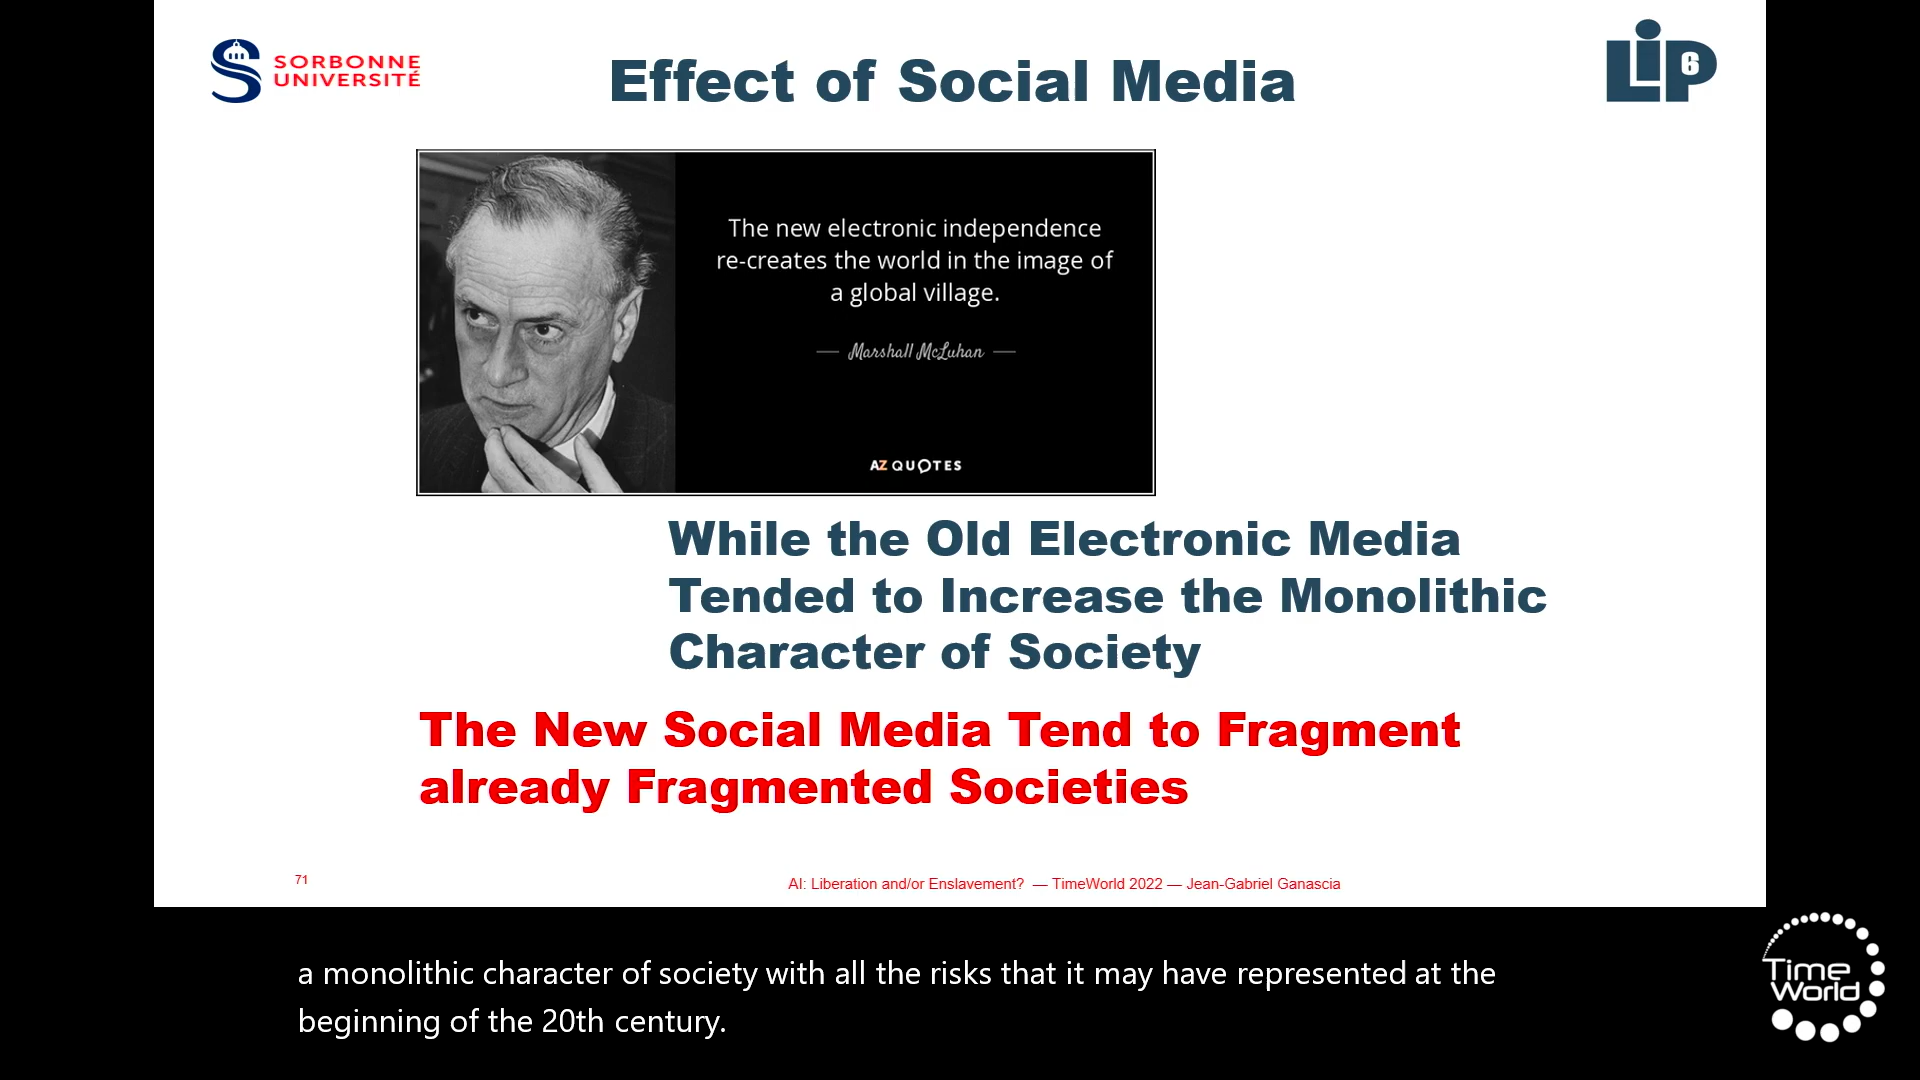 SORBONNE
UNIVERSITÉ
Effect of Social Media
LiP6
The new electronic independence
re-creates the world in the image of
a global village.
— Marshall McLuhan —
AZ QUOTES
While the Old Electronic Media
Tended to Increase the Monolithic
Character of Society
The New Social Media Tend to Fragment
already Fragmented Societies
71
AI: Liberation and/or Enslavement? — TimeWorld 2022 — Jean-Gabriel Ganascia
a monolithic character of society with all the risks that it may have represented at the
beginning of the 20th century.
Time
World